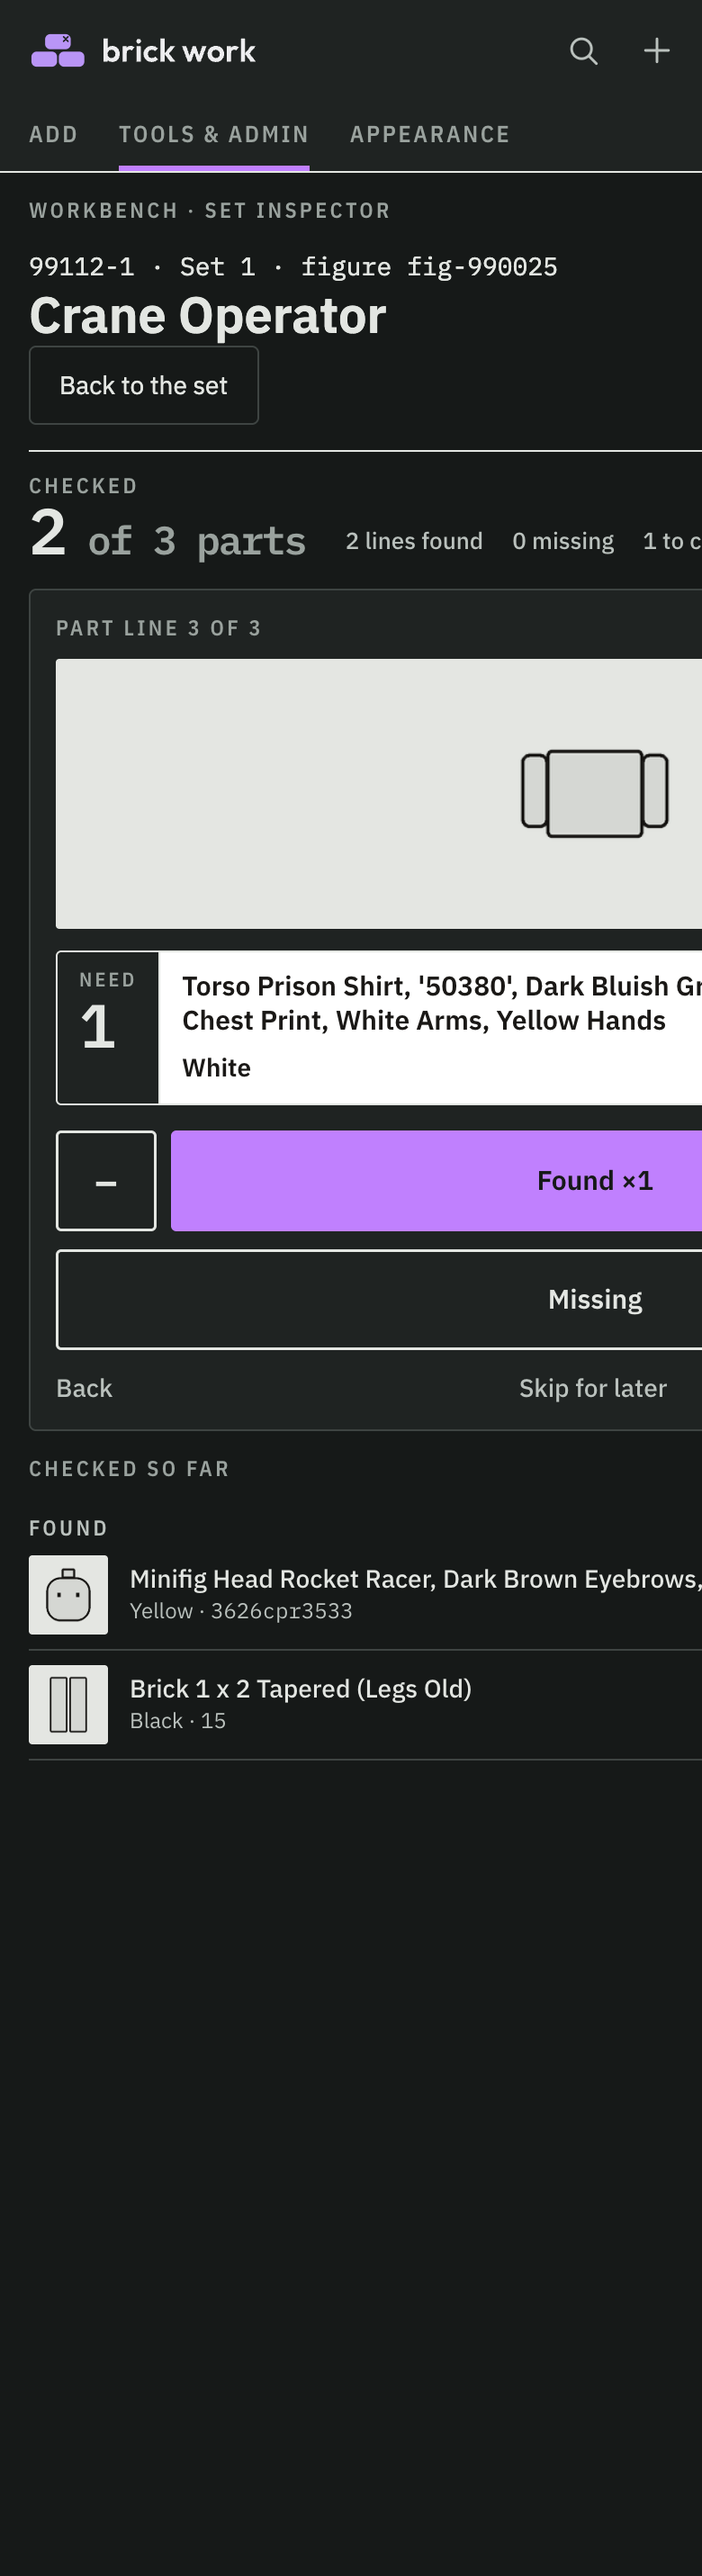 brick work
ADD TOOLS & ADMIN APPEARANCE
WORKBENCH · SET INSPECTOR
99112-1 · Set 1 · figure fig-990025
Crane Operator
Back to the set
CHECKED
2 of 3 parts 2 lines found 0 missing 1 to c
PART LINE 3 OF 3
NEED
1
Torso Prison Shirt, '50380', Dark Bluish Gr
Chest Print, White Arms, Yellow Hands
White
– Found ×1
Missing
Back Skip for later
CHECKED SO FAR
FOUND
Minifig Head Rocket Racer, Dark Brown Eyebrows,
Yellow · 3626cpr3533
Brick 1 x 2 Tapered (Legs Old)
Black · 15